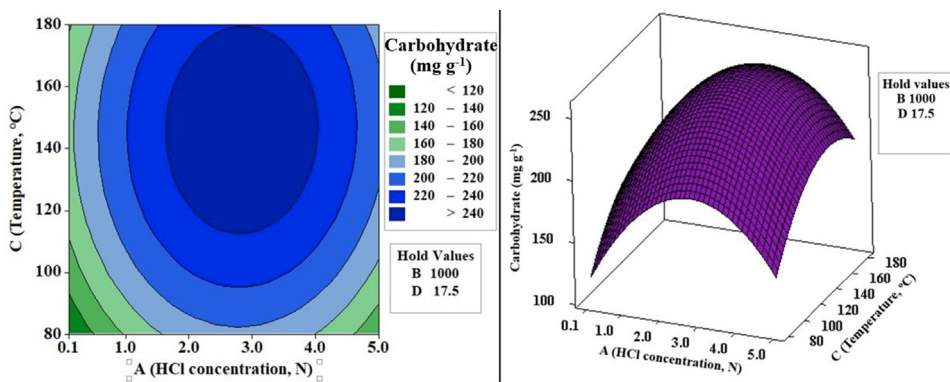 180
160
140
120
100
80
C (Temperature, °C)
0.1 1.0 2.0 3.0 4.0 5.0
A (HCl concentration, N)
Carbohydrate
(mg g-1)
< 120
120 – 140
140 – 160
160 – 180
180 – 200
200 – 220
220 – 240
> 240
Hold Values
B 1000
D 17.5
250
200
150
100
Carbohydrate (mg g-1)
0.1 1.0 2.0 3.0 4.0 5.0
A (HCl concentration, N)
80 100 120 140 160 180
C (Temperature, °C)
Hold values
B 1000
D 17.5